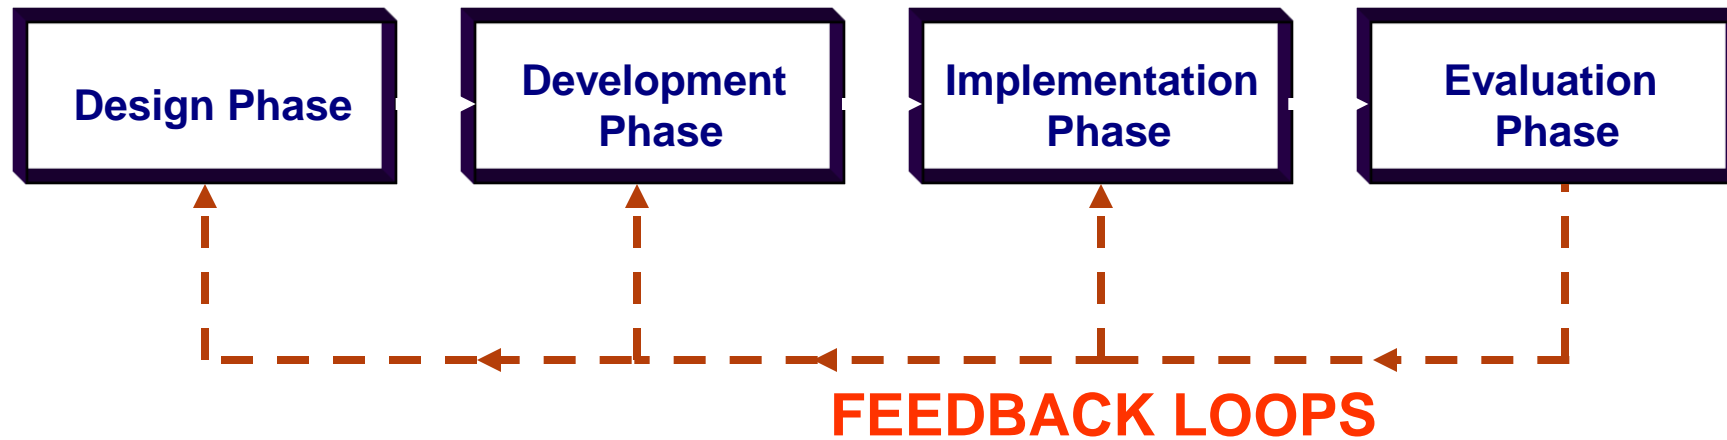 Design Phase
Development
Phase
Implementation
Phase
Evaluation
Phase
FEEDBACK LOOPS